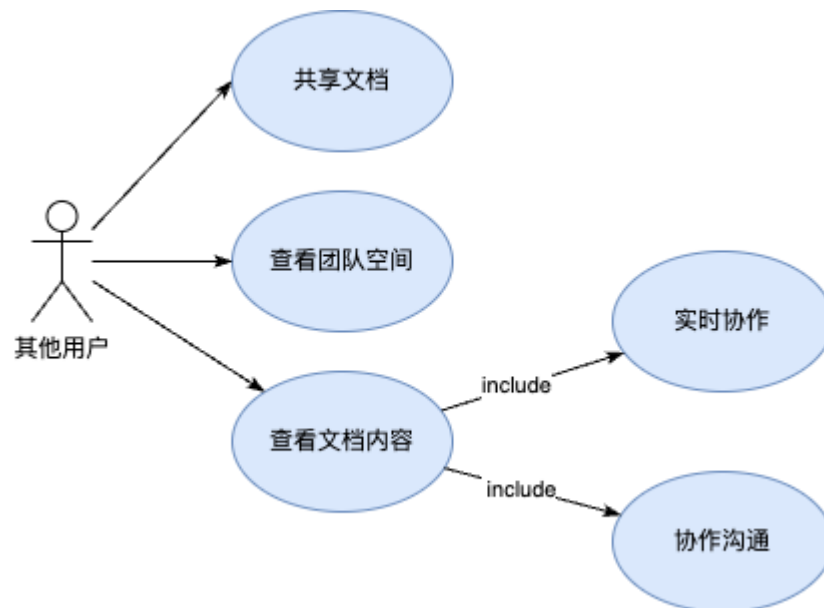 共享文档
查看团队空间
其他用户
实时协作
include
查看文档内容
include
协作沟通